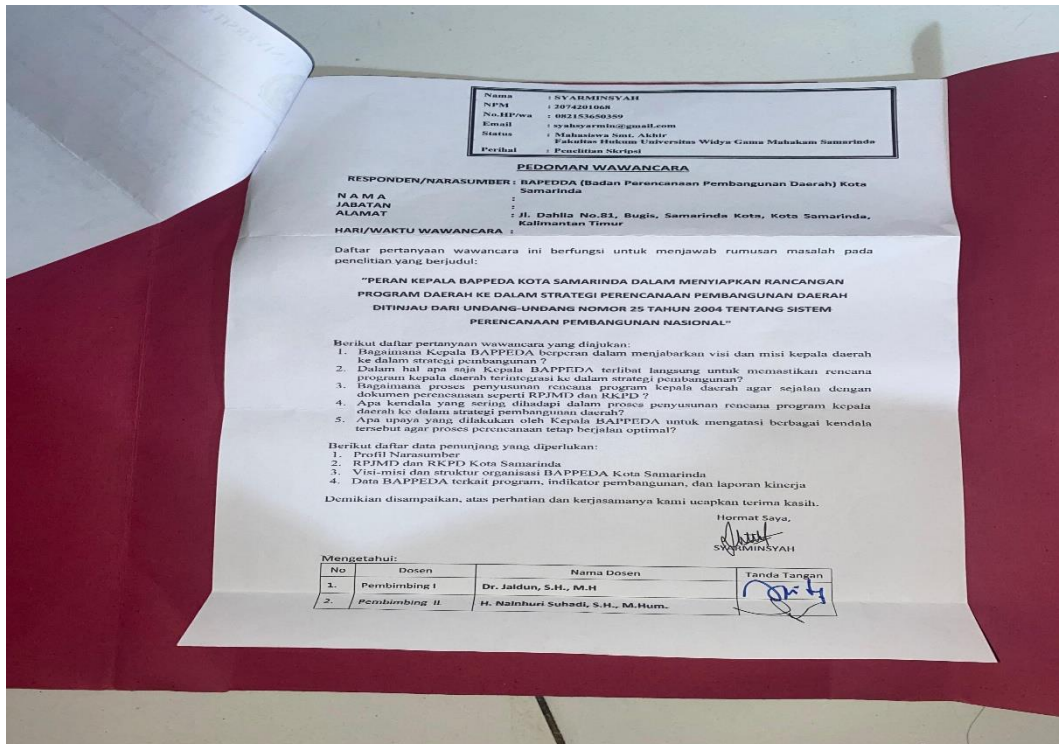 Nama : SYARMINSYAH
NPM : 2074201068
No.HP/wa : 082153650359
Email : syahsyarmin@gmail.com
Status : Mahasiswa Smt. Akhir
Fakultas Hukum Universitas Widya Gama Mahakam Samarinda
Perihal : Penelitian Skripsi
PEDOMAN WAWANCARA
RESPONDEN/NARASUMBER : BAPEDDA (Badan Perencanaan Pembangunan Daerah) Kota
Samarinda
N A M A :
JABATAN :
ALAMAT : Jl. Dahlia No.81, Bugis, Samarinda Kota, Kota Samarinda,
Kalimantan Timur
HARI/WAKTU WAWANCARA :
Daftar pertanyaan wawancara ini berfungsi untuk menjawab rumusan masalah pada
penelitian yang berjudul:
"PERAN KEPALA BAPPEDA KOTA SAMARINDA DALAM MENYIAPKAN RANCANGAN
PROGRAM DAERAH KE DALAM STRATEGI PERENCANAAN PEMBANGUNAN DAERAH
DITINJAU DARI UNDANG-UNDANG NOMOR 25 TAHUN 2004 TENTANG SISTEM
PERENCANAAN PEMBANGUNAN NASIONAL"
Berikut daftar pertanyaan wawancara yang diajukan:
1. Bagaimana Kepala BAPPEDA berperan dalam menjabarkan visi dan misi kepala daerah
ke dalam strategi pembangunan ?
2. Dalam hal apa saja Kepala BAPPEDA terlibat langsung untuk memastikan rencana
program kepala daerah terintegrasi ke dalam strategi pembangunan?
3. Bagaimana proses penyusunan rencana program kepala daerah agar sejalan dengan
dokumen perencanaan seperti RPJMD dan RKPD ?
4. Apa kendala yang sering dihadapi dalam proses penyusunan rencana program kepala
daerah ke dalam strategi pembangunan daerah?
5. Apa upaya yang dilakukan oleh Kepala BAPPEDA untuk mengatasi berbagai kendala
tersebut agar proses perencanaan tetap berjalan optimal?
Berikut daftar data penunjang yang diperlukan:
1. Profil Narasumber
2. RPJMD dan RKPD Kota Samarinda
3. Visi-misi dan struktur organisasi BAPPEDA Kota Samarinda
4. Data BAPPEDA terkait program, indikator pembangunan, dan laporan kinerja
Demikian disampaikan, atas perhatian dan kerjasamanya kami ucapkan terima kasih.
Hormat Saya,
SYARMINSYAH
Mengetahui:
No Dosen Nama Dosen Tanda Tangan
1. Pembimbing I Dr. Jaidun, S.H., M.H
2. Pembimbing II. H. Nainhuri Suhadi, S.H., M.Hum.